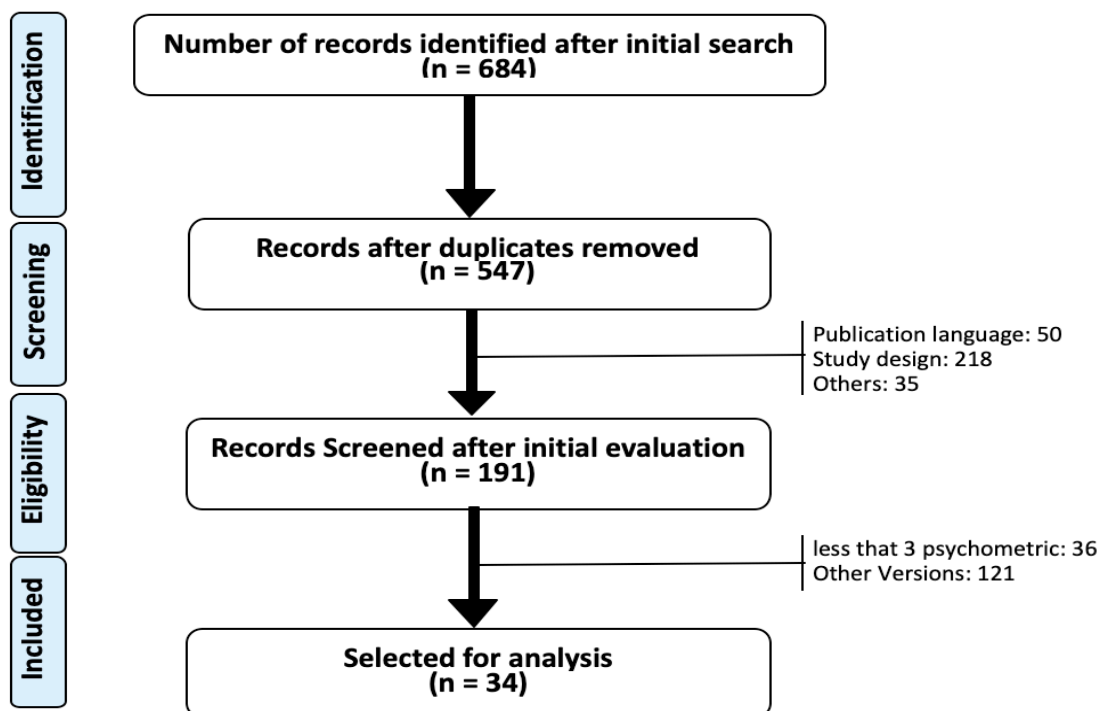 Identification
Number of records identified after initial search
(n = 684)
Screening
Records after duplicates removed
(n = 547)
Publication language: 50
Study design: 218
Others: 35
Eligibility
Records Screened after initial evaluation
(n = 191)
less that 3 psychometric: 36
Other Versions: 121
Included
Selected for analysis
(n = 34)